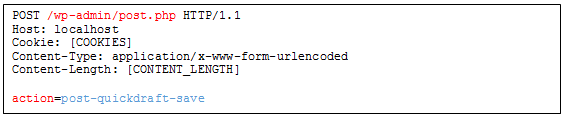 POST /wp-admin/post.php HTTP/1.1
Host: localhost
Cookie: [COOKIES]
Content-Type: application/x-www-form-urlencoded
Content-Length: [CONTENT_LENGTH]
action=post-quickdraft-save